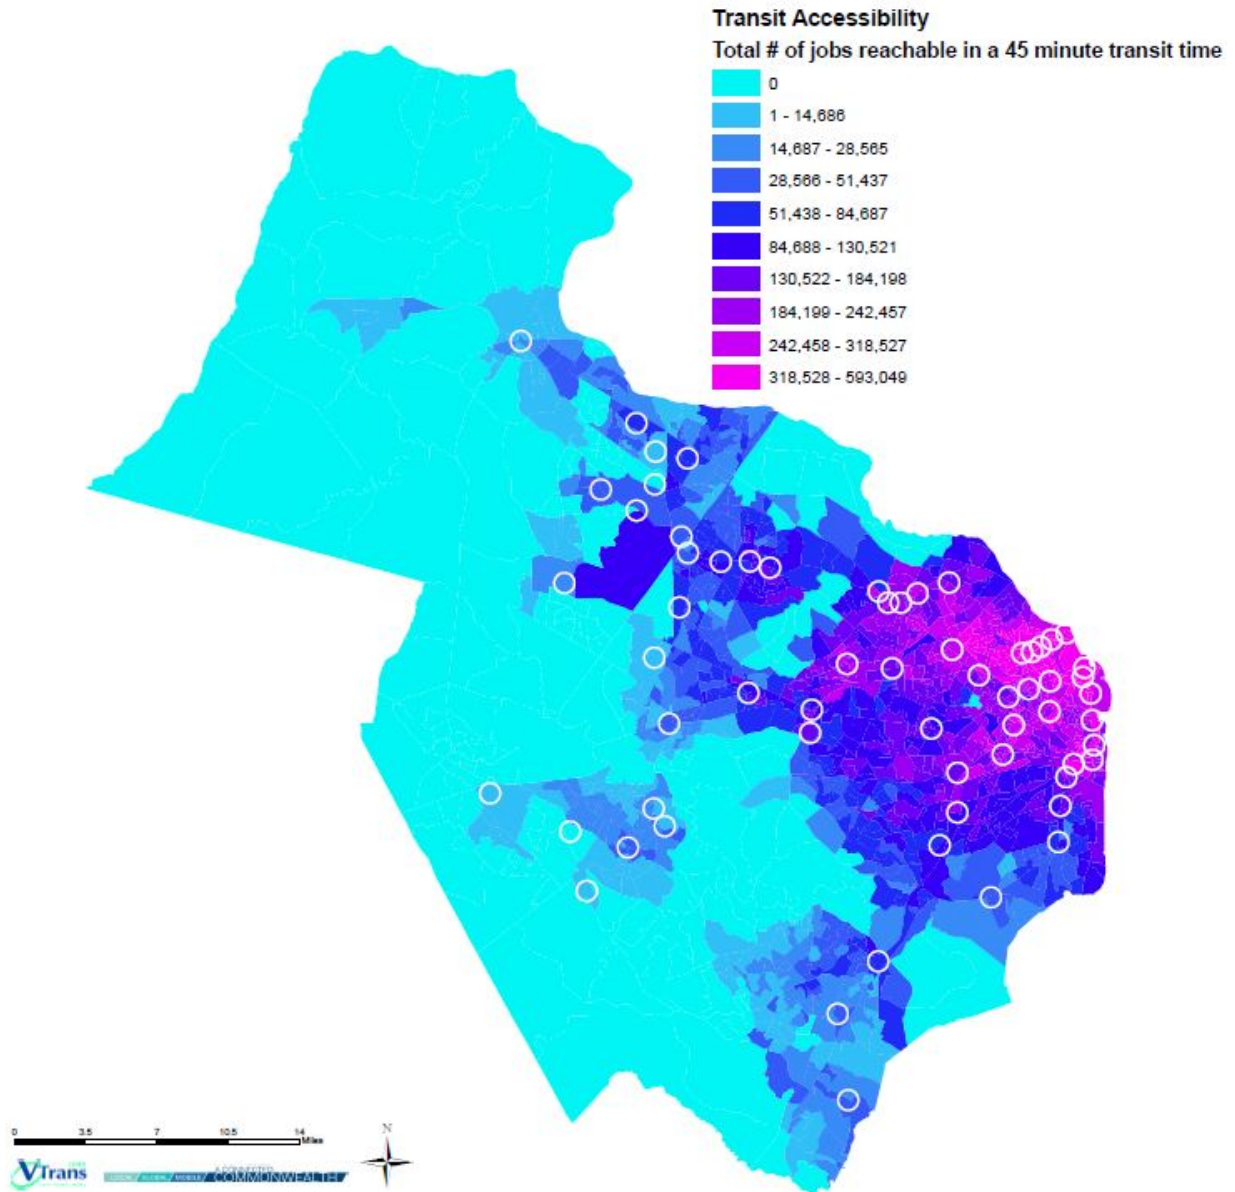 Transit Accessibility
Total # of jobs reachable in a 45 minute transit time
0
1 - 14,686
14,687 - 28,565
28,566 - 51,437
51,438 - 84,687
84,688 - 130,521
130,522 - 184,198
184,199 - 242,457
242,458 - 318,527
318,528 - 593,049
0 3.5 7 10.5 14
Miles
N
VTrans
A CONNECTED
COMMONWEALTH